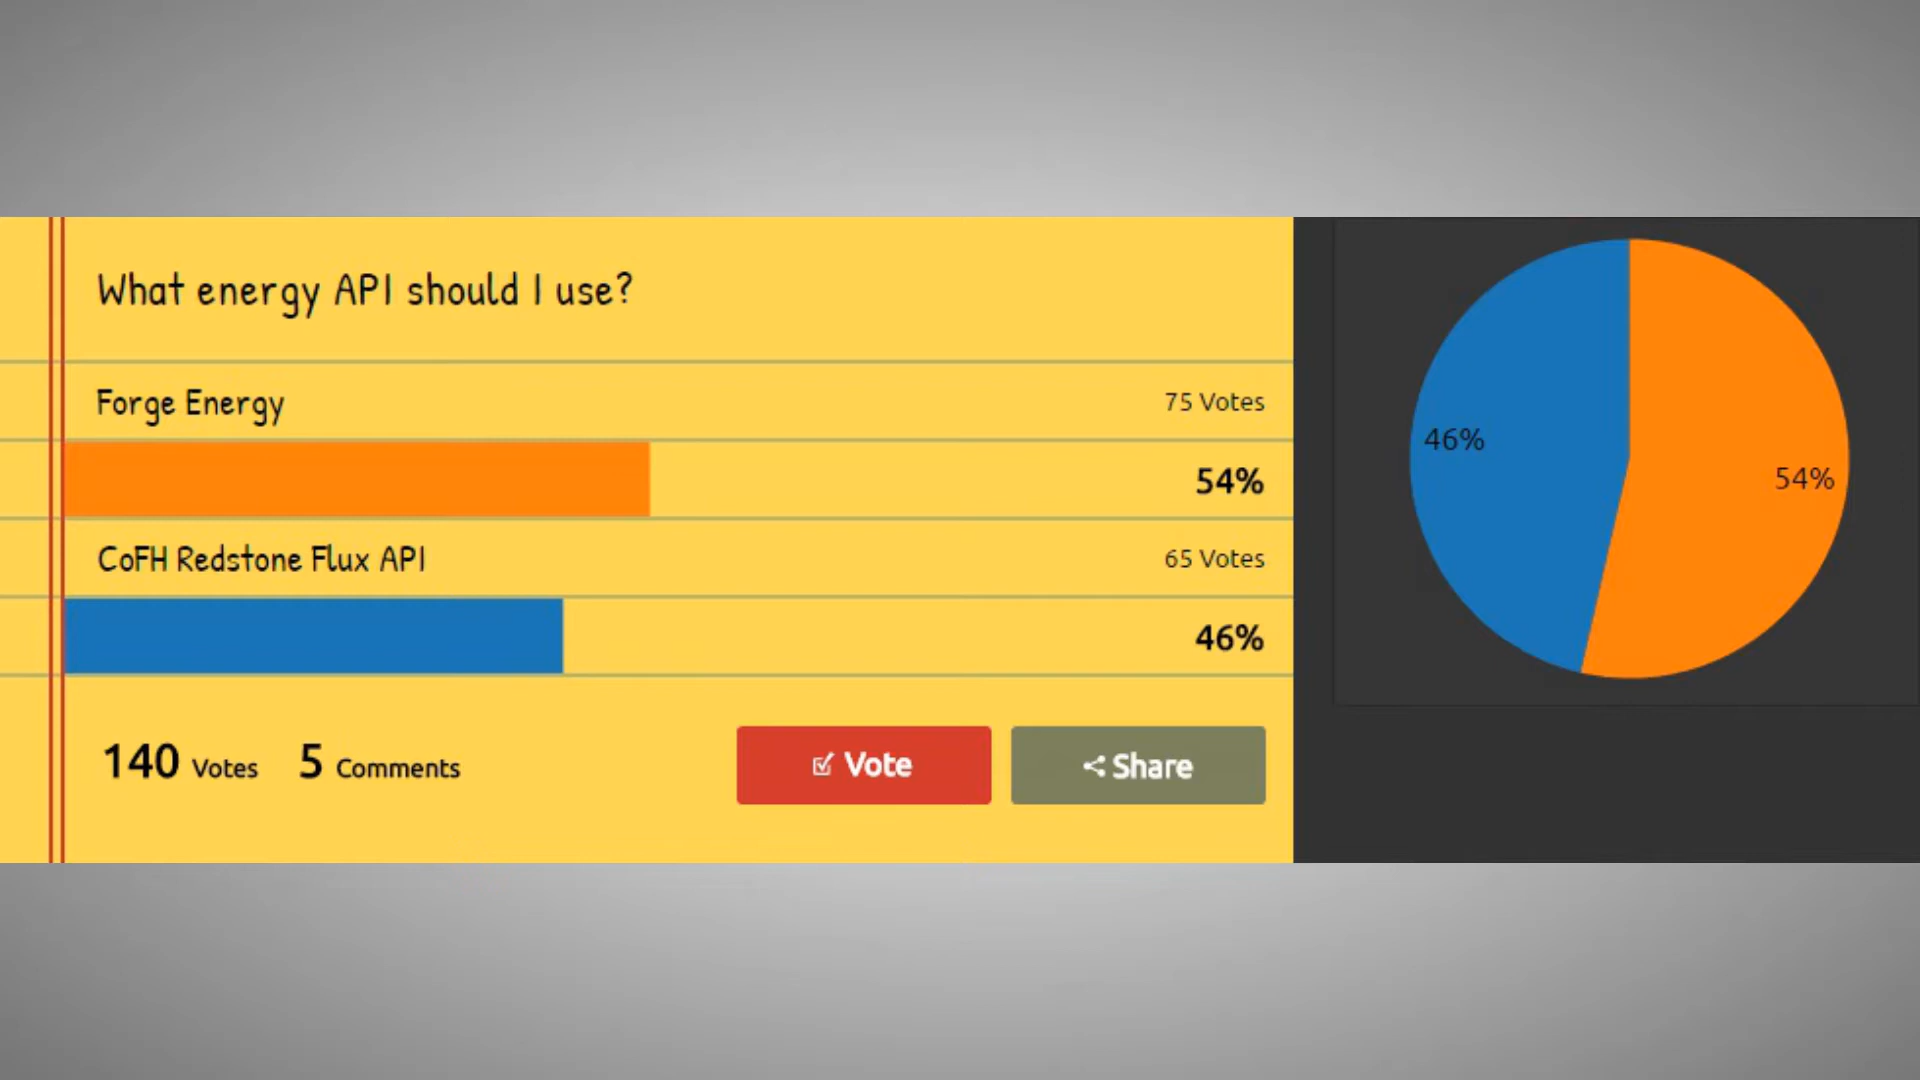 What energy API should I use?
Forge Energy
75 Votes
54%
CoFH Redstone Flux API
65 Votes
46%
140 Votes 5 Comments
Vote
Share
46%
54%